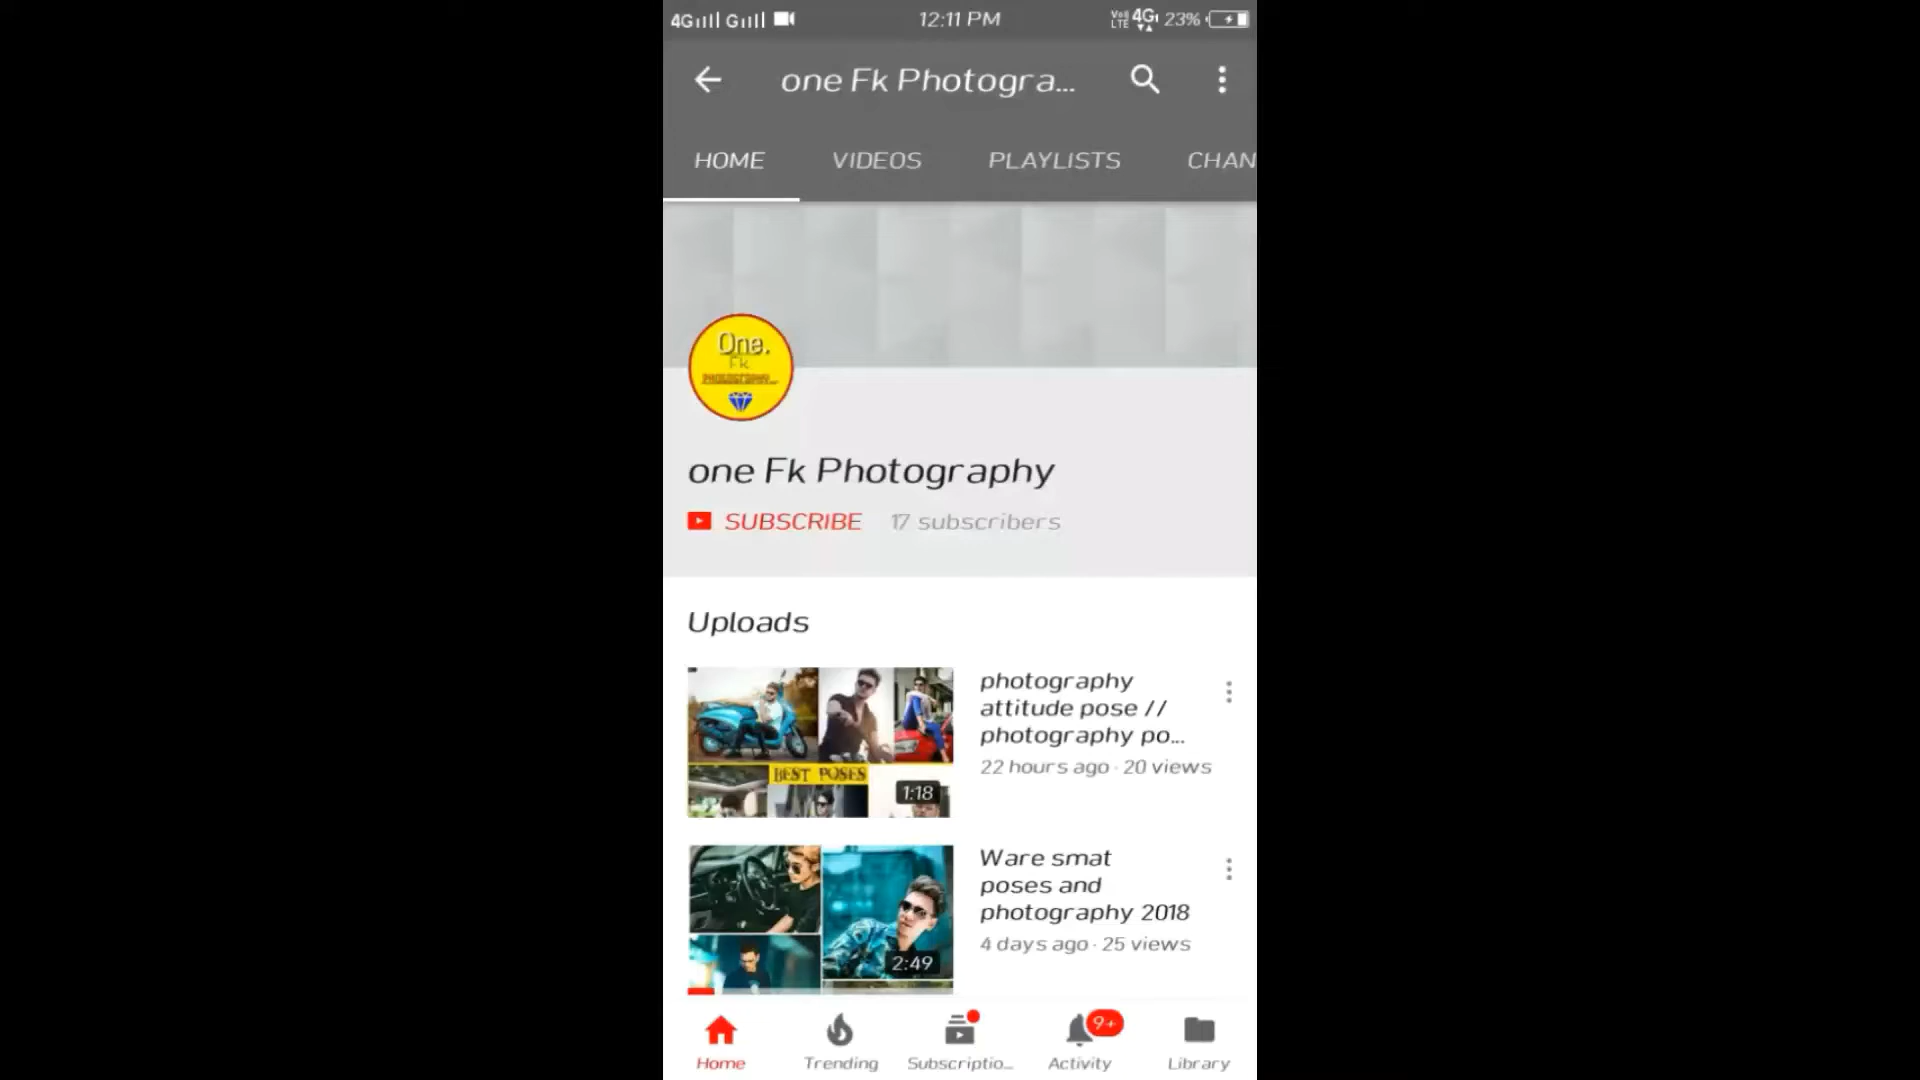 4G G 12:11 PM VoLTE 4G 23%
one Fk Photogra...
HOME VIDEOS PLAYLISTS CHAN
One.
Fk
one Fk Photography
SUBSCRIBE 17 subscribers
Uploads
BEST POSES
1:18
photography
attitude pose //
photography po...
22 hours ago · 20 views
2:49
Ware smat
poses and
photography 2018
4 days ago · 25 views
9+
Home Trending Subscriptio... Activity Library